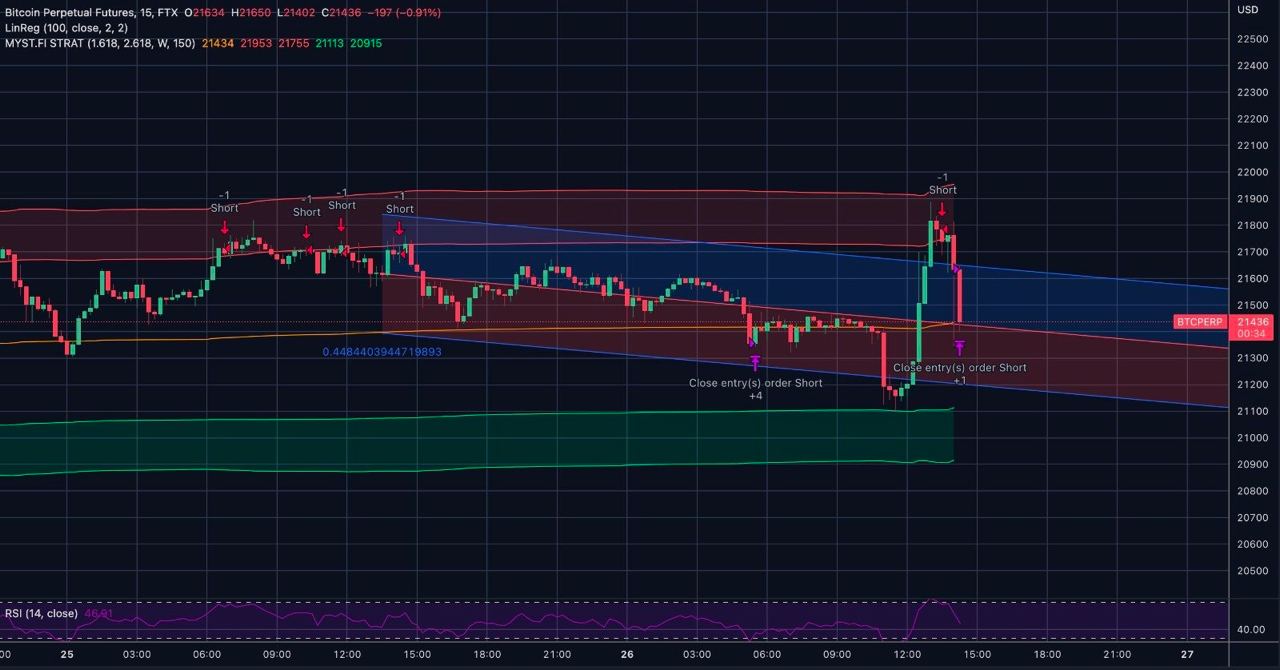 Bitcoin Perpetual Futures, 15, FTX O21634 H21650 L21402 C21436 −197 (−0.91%)
LinReg (100, close, 2, 2)
MYST.FI STRAT (1.618, 2.618, W, 150) 21434 21953 21755 21113 20915
USD
22500
22400
22300
22200
22100
22000
21900
21800
21700
21600
21500
BTCPERP 21436
00:34
21300
21200
21100
21000
20900
20800
20700
20600
20500
−1
Short
−1
Short
−1
Short
−1
Short
−1
Short
0.4484403944719893
Close entry(s) order Short
+4
Close entry(s) order Short
+1
RSI (14, close) 46.91
40.00
:00 25 03:00 06:00 09:00 12:00 15:00 18:00 21:00 26 03:00 06:00 09:00 12:00 15:00 18:00 21:00 27